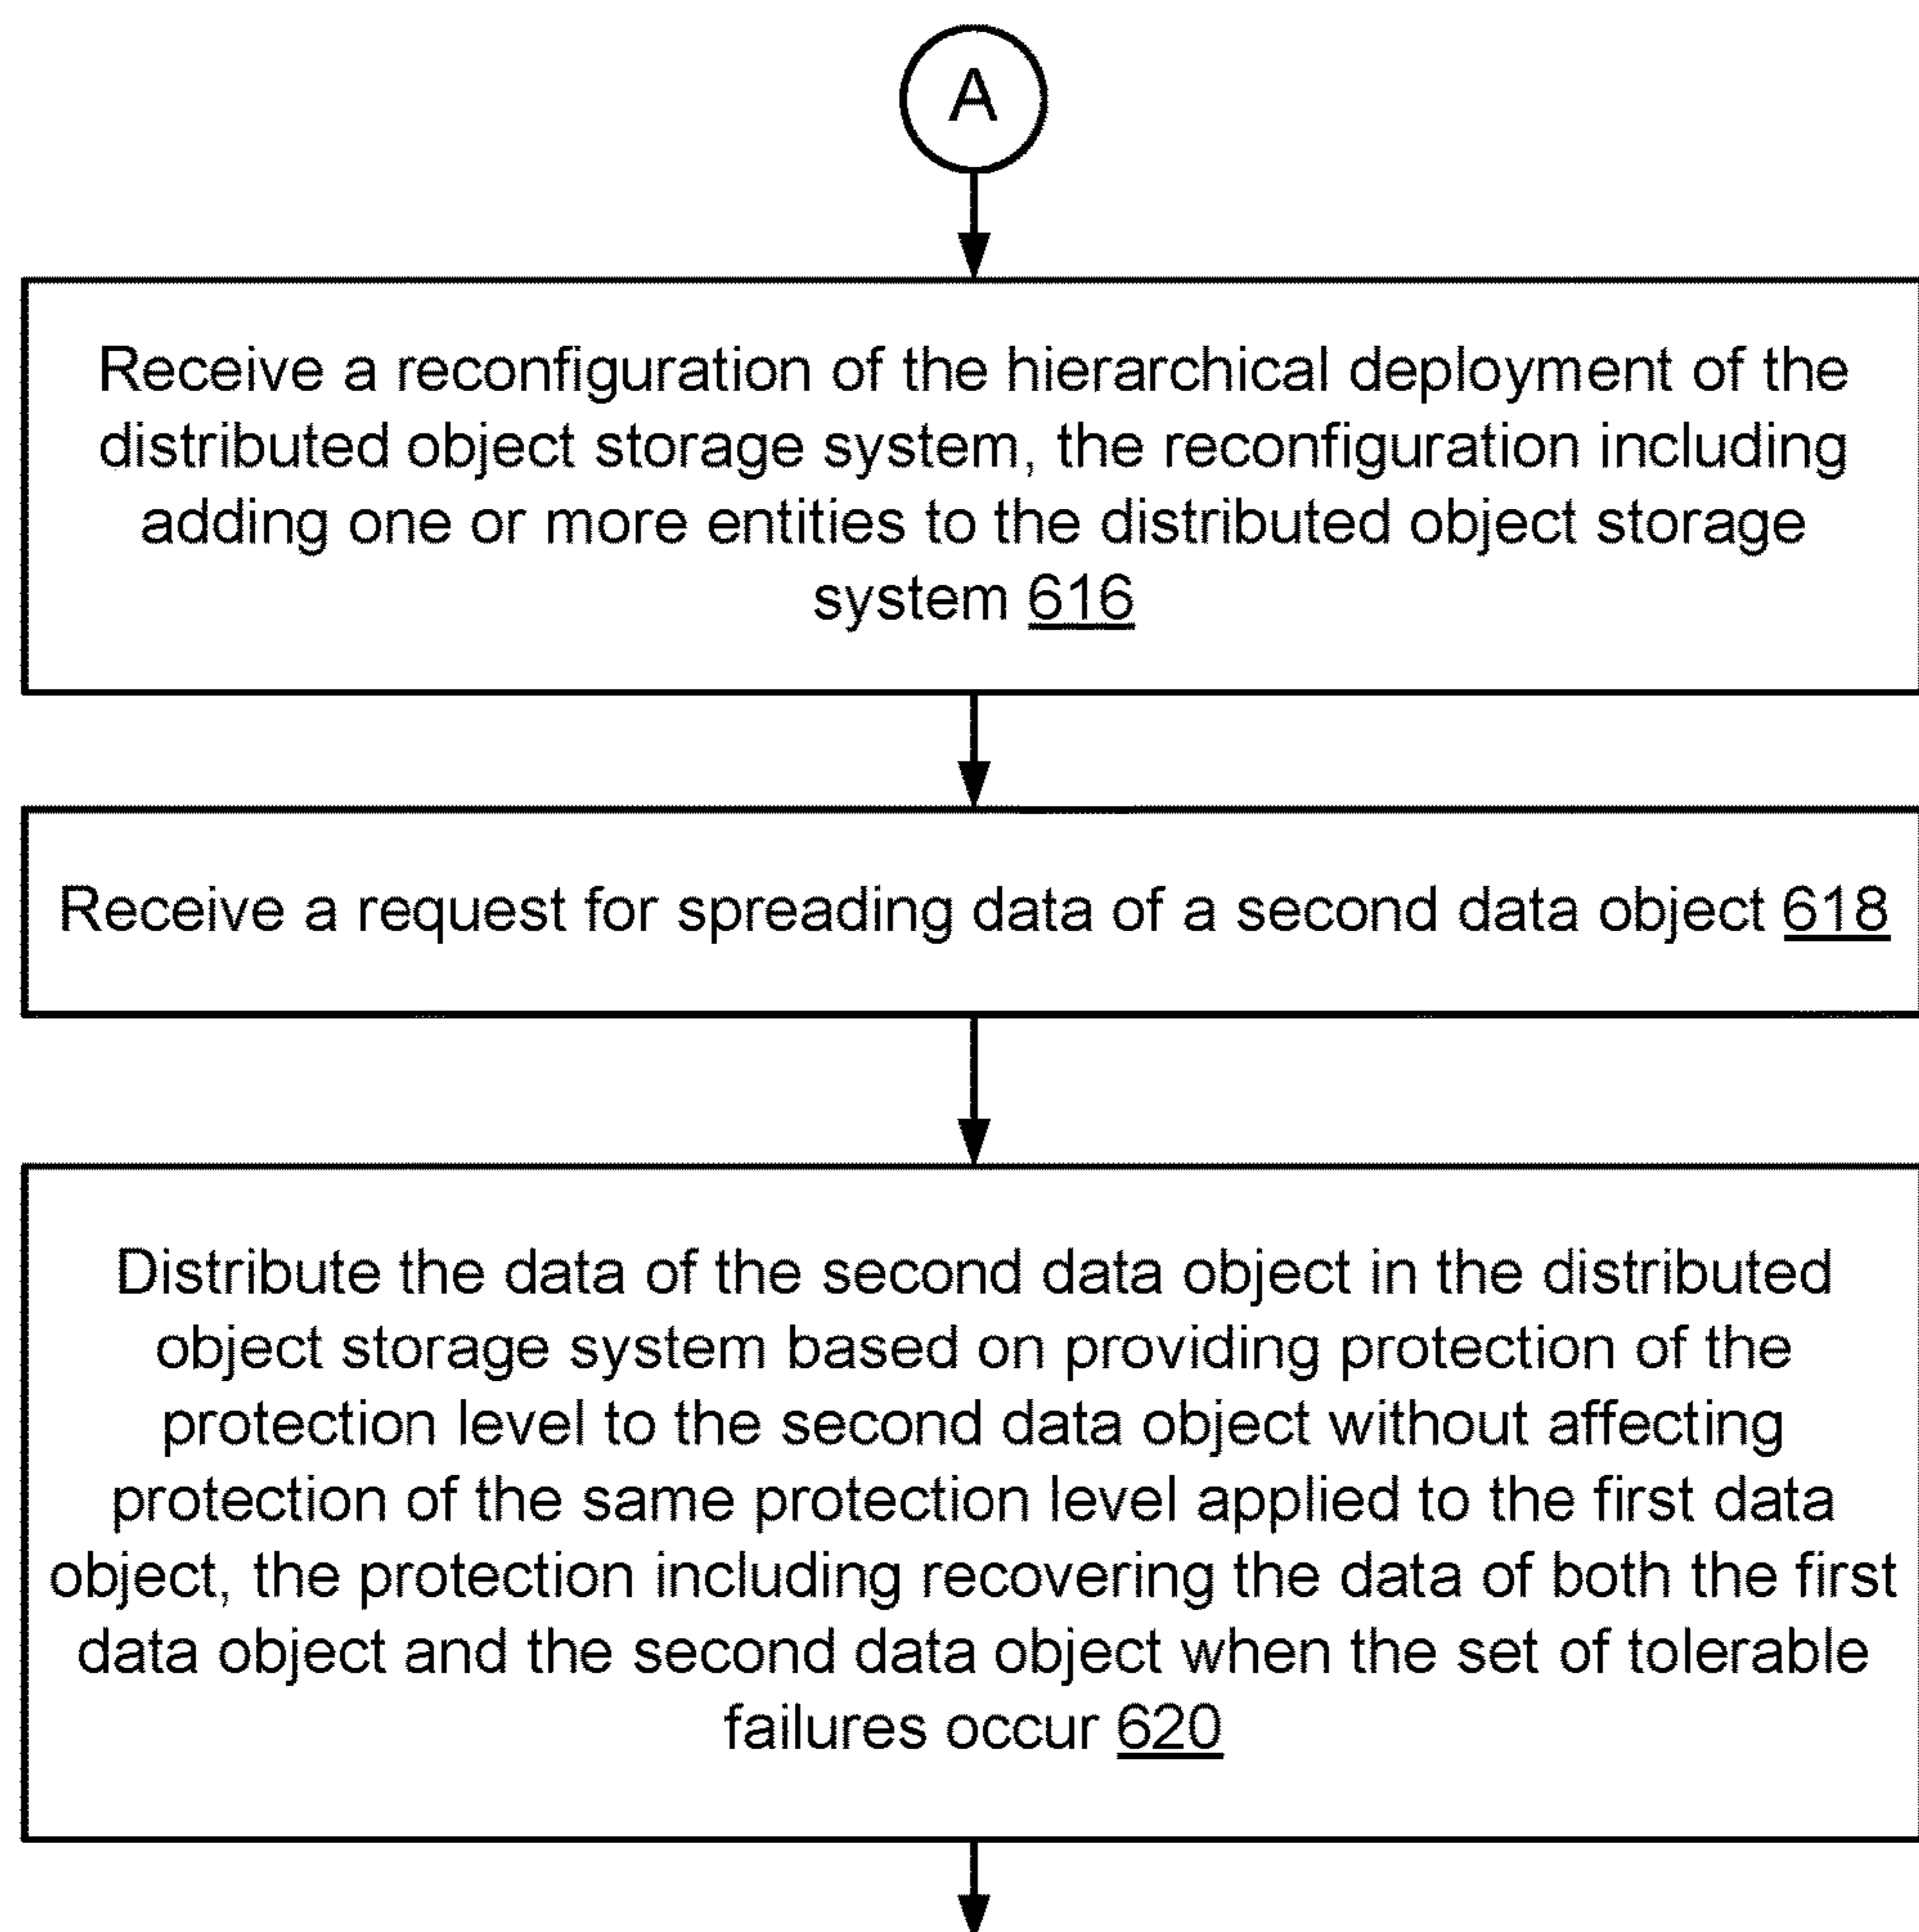 A
Receive a reconfiguration of the hierarchical deployment of the
distributed object storage system, the reconfiguration including
adding one or more entities to the distributed object storage
system 616
Receive a request for spreading data of a second data object 618
Distribute the data of the second data object in the distributed
object storage system based on providing protection of the
protection level to the second data object without affecting
protection of the same protection level applied to the first data
object, the protection including recovering the data of both the first
data object and the second data object when the set of tolerable
failures occur 620